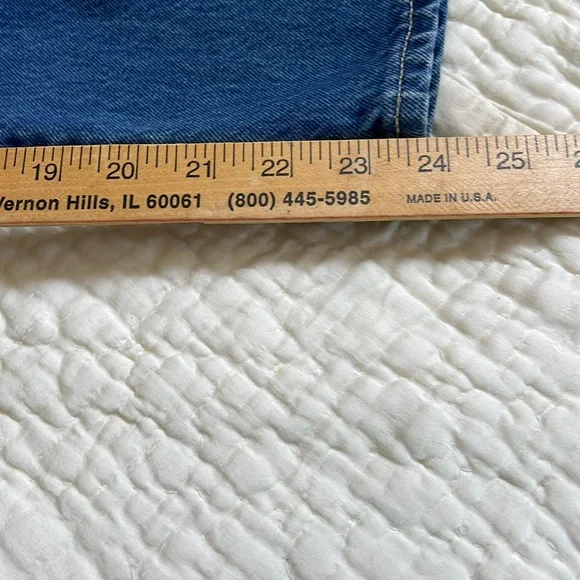 19 20 21 22 23 24 25
Vernon Hills, IL 60061 (800) 445-5985 MADE IN U.S.A.